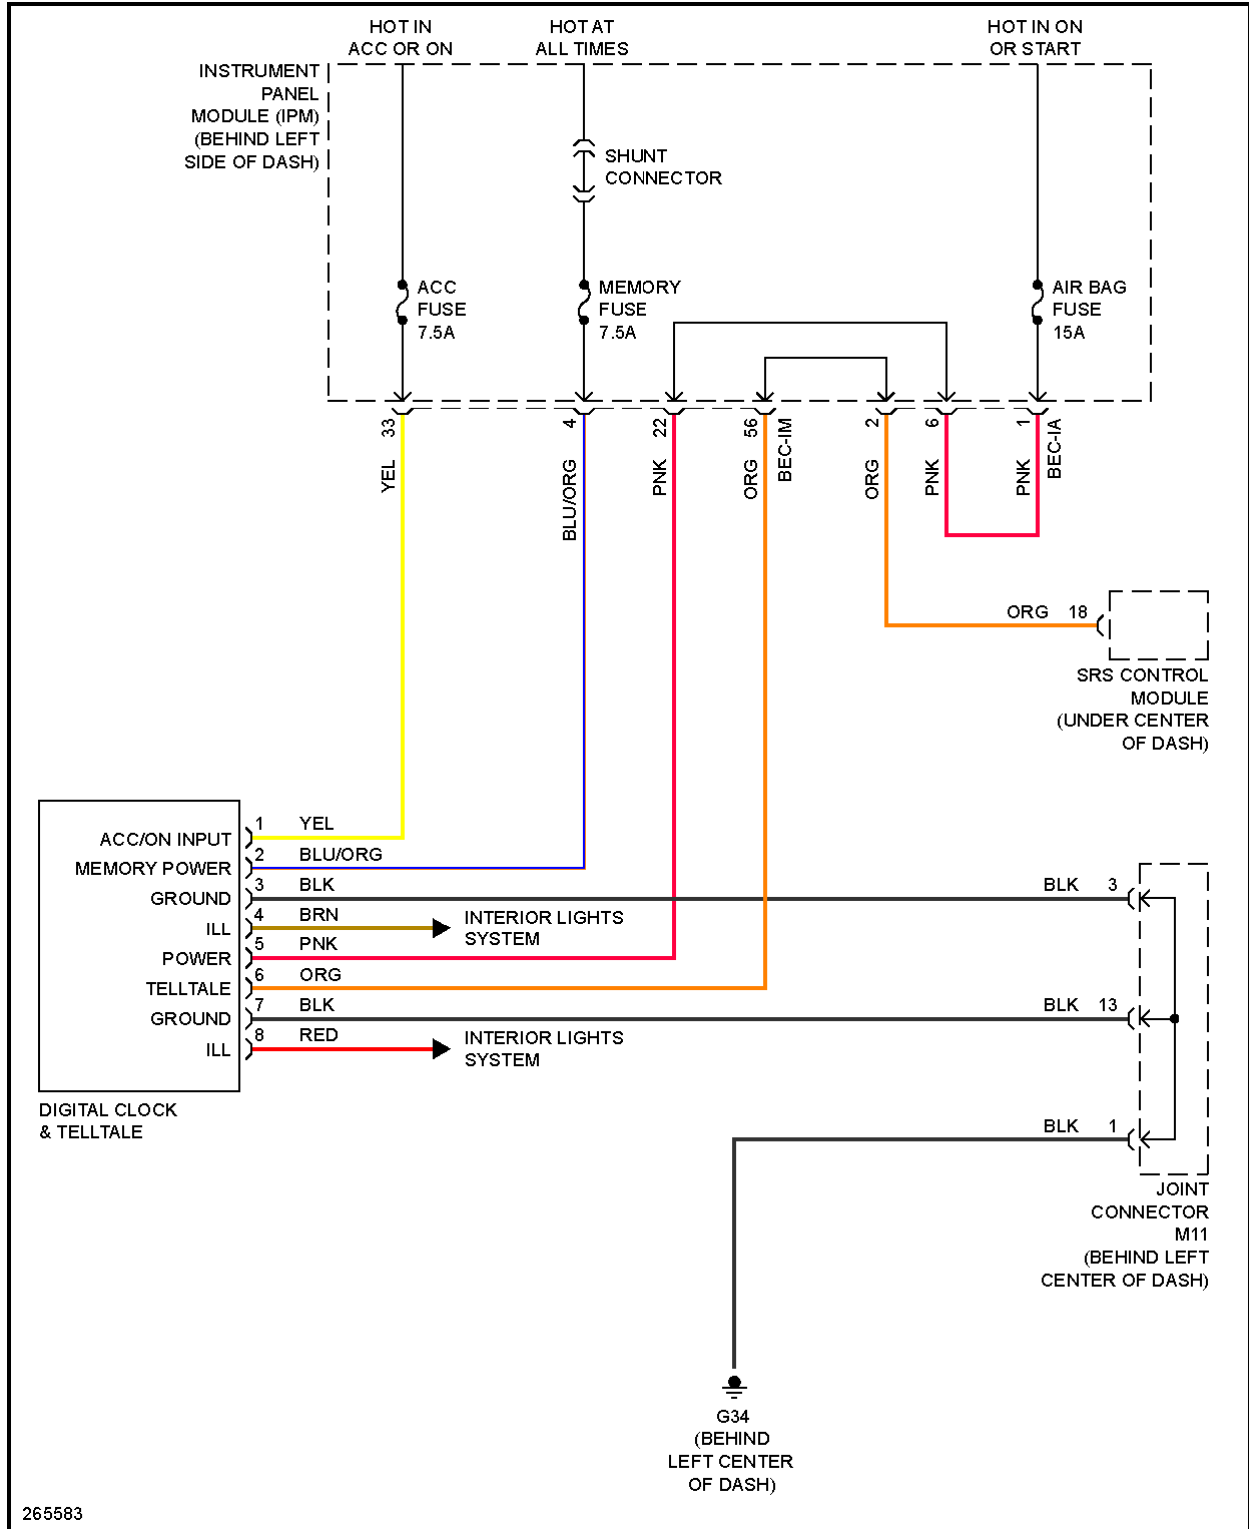 HOT IN
ACC OR ON
HOT AT
ALL TIMES
HOT IN ON
OR START
INSTRUMENT
PANEL
MODULE (IPM)
(BEHIND LEFT
SIDE OF DASH)
SHUNT
CONNECTOR
ACC
FUSE
7.5A
MEMORY
FUSE
7.5A
AIR BAG
FUSE
15A
33
4
22
56
BEC-IM
2
6
1
BEC-IA
YEL
BLU/ORG
PNK
ORG
ORG
PNK
PNK
ORG 18
SRS CONTROL
MODULE
(UNDER CENTER
OF DASH)
ACC/ON INPUT 1 YEL
MEMORY POWER 2 BLU/ORG
GROUND 3 BLK
ILL 4 BRN
POWER 5 PNK
TELLTALE 6 ORG
GROUND 7 BLK
ILL 8 RED
INTERIOR LIGHTS
SYSTEM
INTERIOR LIGHTS
SYSTEM
DIGITAL CLOCK
& TELLTALE
BLK 3
BLK 13
BLK 1
JOINT
CONNECTOR
M11
(BEHIND LEFT
CENTER OF DASH)
G34
(BEHIND
LEFT CENTER
OF DASH)
265583